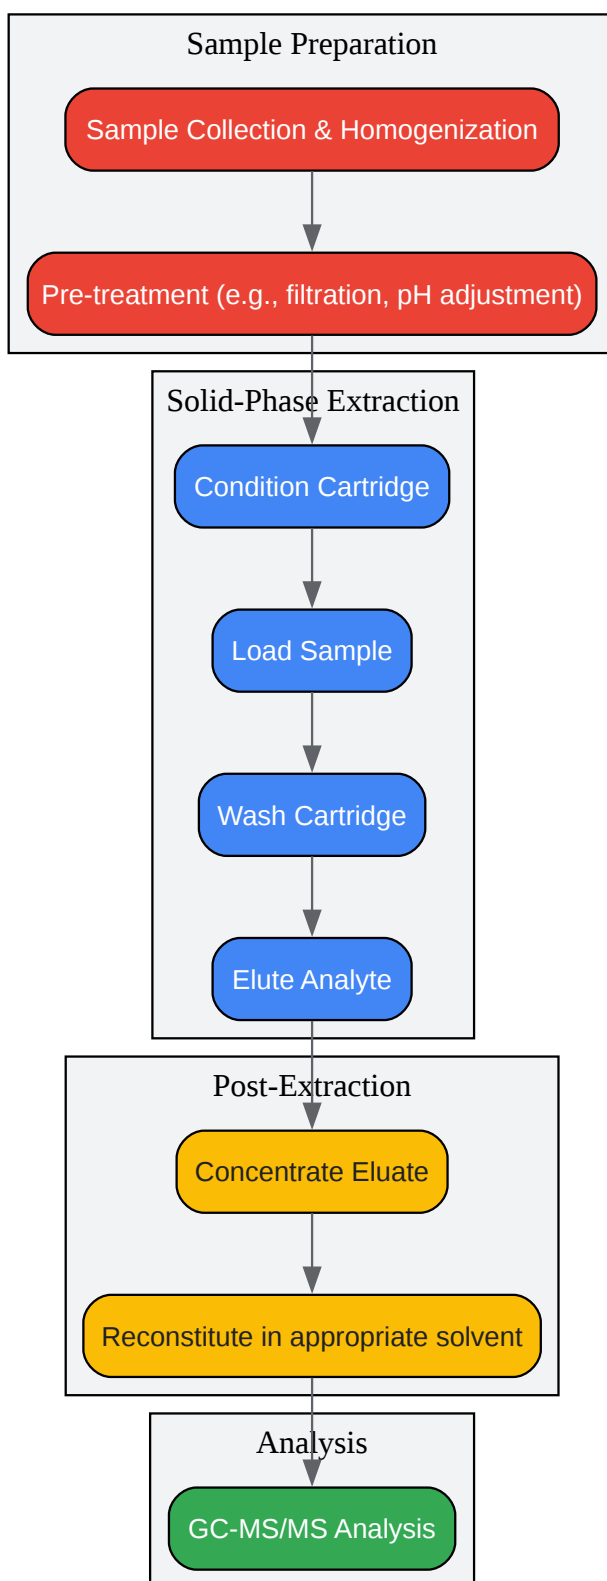 Sample Preparation
Sample Collection & Homogenization
Pre-treatment (e.g., filtration, pH adjustment)
Solid-Phase Extraction
Condition Cartridge
Load Sample
Wash Cartridge
Elute Analyte
Post-Extraction
Concentrate Eluate
Reconstitute in appropriate solvent
Analysis
GC-MS/MS Analysis